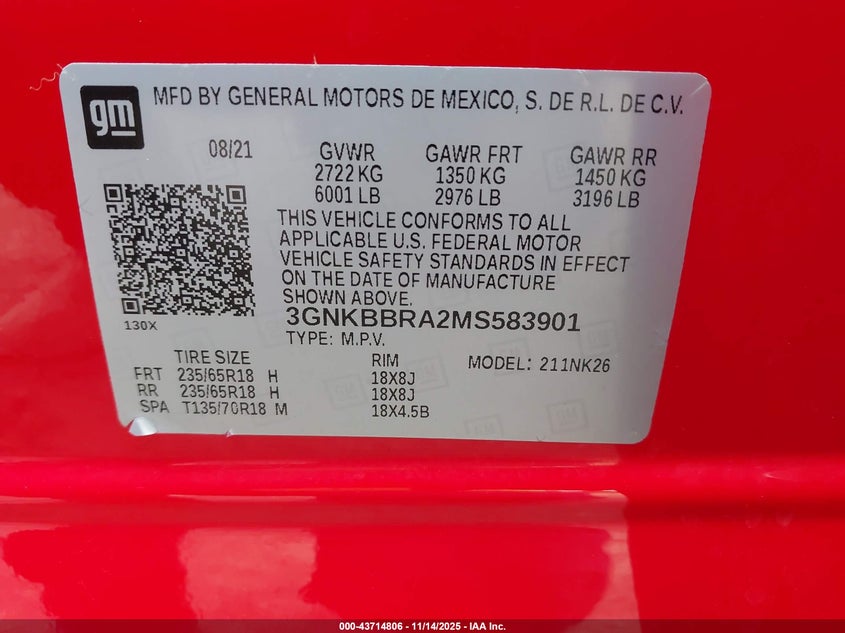 gm
MFD BY GENERAL MOTORS DE MEXICO, S. DE R.L. DE C.V.
08/21 GVWR GAWR FRT GAWR RR
2722 KG 1350 KG 1450 KG
6001 LB 2976 LB 3196 LB
THIS VEHICLE CONFORMS TO ALL
APPLICABLE U.S. FEDERAL MOTOR
VEHICLE SAFETY STANDARDS IN EFFECT
ON THE DATE OF MANUFACTURE
SHOWN ABOVE.
130X
3GNKBBRA2MS583901
TYPE: M.P.V.
TIRE SIZE RIM MODEL: 211NK26
FRT 235/65R18 H 18X8J
RR 235/65R18 H 18X8J
SPA T135/70R18 M 18X4.5B
000-43714806 - 11/14/2025 - IAA Inc.